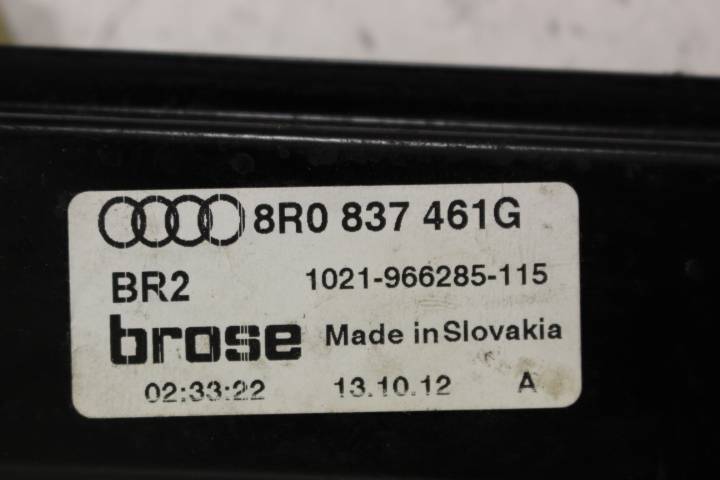 8R0 837 461G
BR2 1021-966285-115
brose Made in Slovakia
02:33:22 13.10.12 A